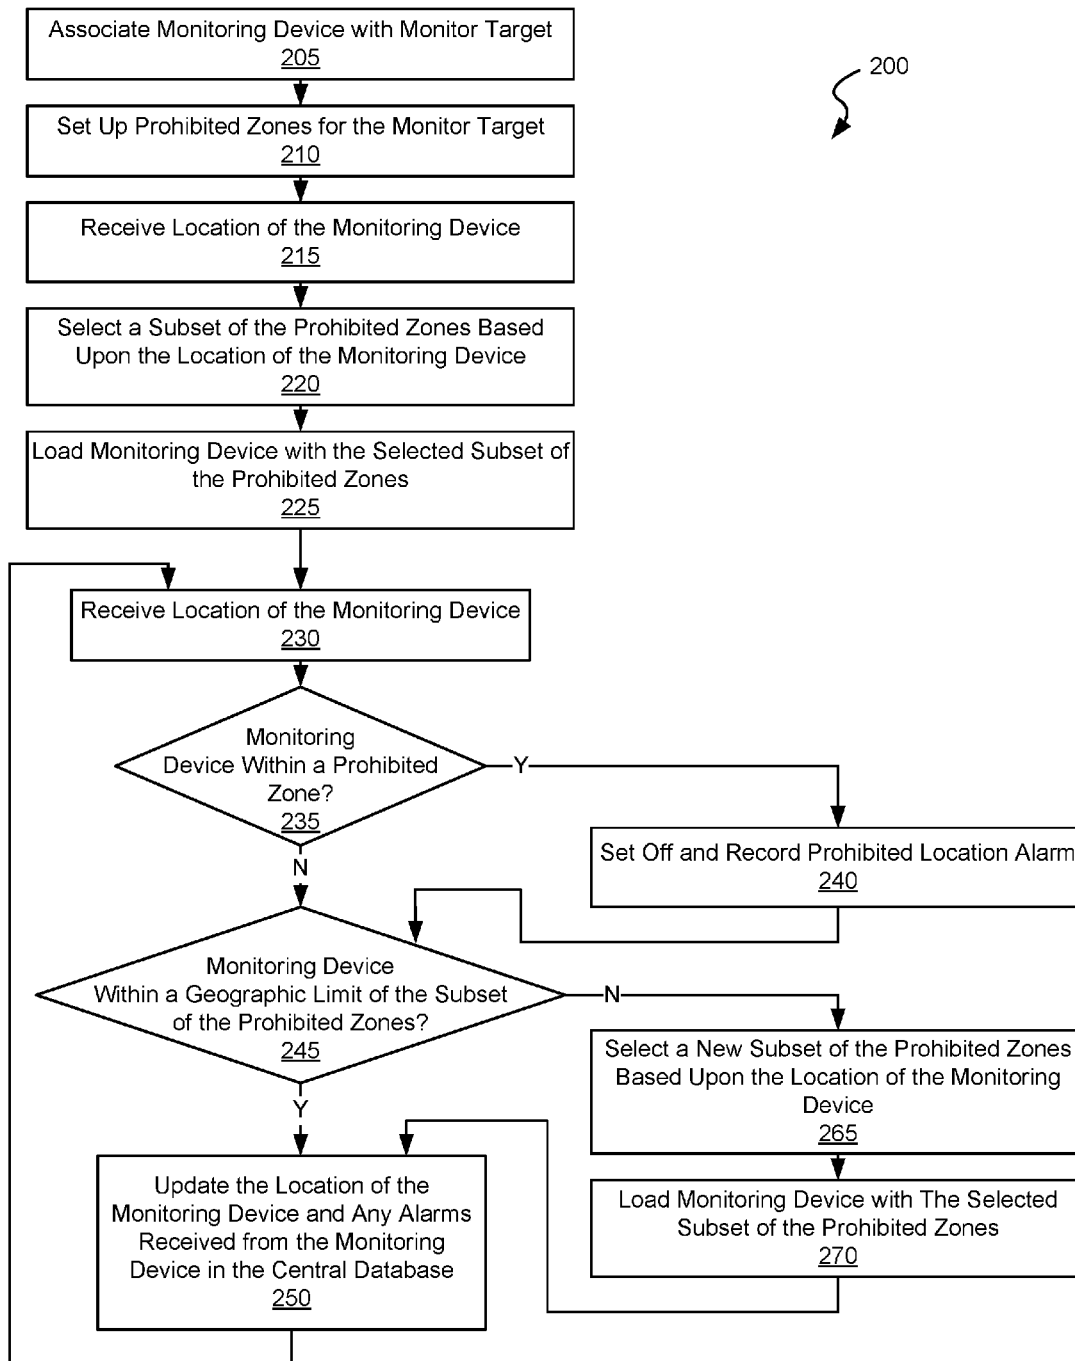 Associate Monitoring Device with Monitor Target
205
200
Set Up Prohibited Zones for the Monitor Target
210
Receive Location of the Monitoring Device
215
Select a Subset of the Prohibited Zones Based
Upon the Location of the Monitoring Device
220
Load Monitoring Device with the Selected Subset of
the Prohibited Zones
225
Receive Location of the Monitoring Device
230
Monitoring
Device Within a Prohibited
Zone?
235
Y
N
Set Off and Record Prohibited Location Alarm
240
Monitoring Device
Within a Geographic Limit of the Subset
of the Prohibited Zones?
245
N
Y
Select a New Subset of the Prohibited Zones
Based Upon the Location of the Monitoring
Device
265
Load Monitoring Device with The Selected
Subset of the Prohibited Zones
270
Update the Location of the
Monitoring Device and Any Alarms
Received from the Monitoring
Device in the Central Database
250